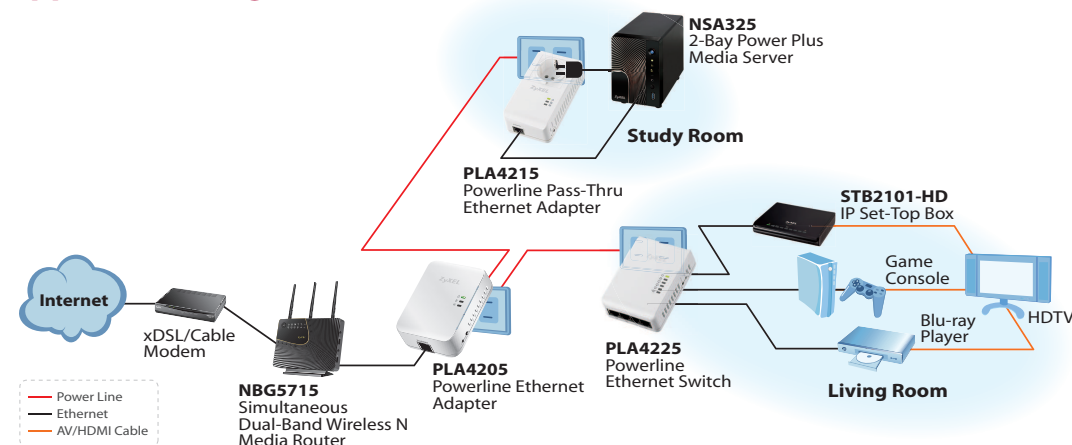 NSA325
2-Bay Power Plus
Media Server
Study Room
PLA4215
Powerline Pass-Thru
Ethernet Adapter
STB2101-HD
IP Set-Top Box
Game
Console
HDTV
Blu-ray
Player
Living Room
PLA4225
Powerline
Ethernet Switch
PLA4205
Powerline Ethernet
Adapter
Internet
xDSL/Cable
Modem
NBG5715
Simultaneous
Dual-Band Wireless N
Media Router
Power Line
Ethernet
AV/HDMI Cable
ZyXEL